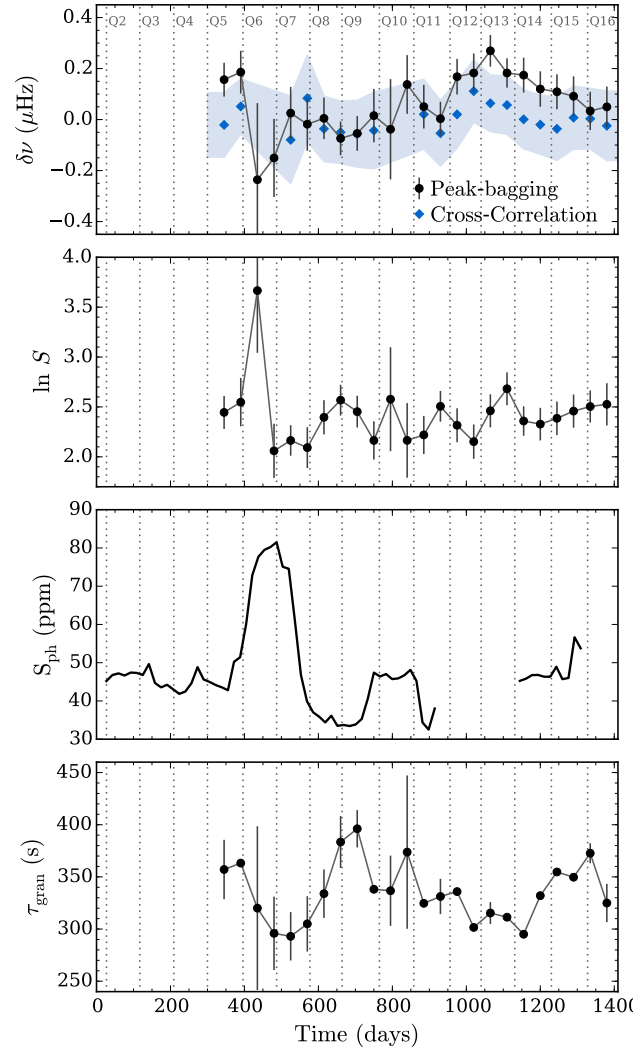 Q2 Q3 Q4 Q5 Q6 Q7 Q8 Q9 Q10 Q11 Q12 Q13 Q14 Q15 Q16
0.4
0.2
0.0
−0.2
−0.4
δν (μHz)
Peak-bagging
Cross-Correlation
4.0
3.5
3.0
2.5
2.0
ln S
90
80
70
60
50
40
30
S_ph (ppm)
450
400
350
300
250
τ_gran (s)
0 200 400 600 800 1000 1200 1400
Time (days)